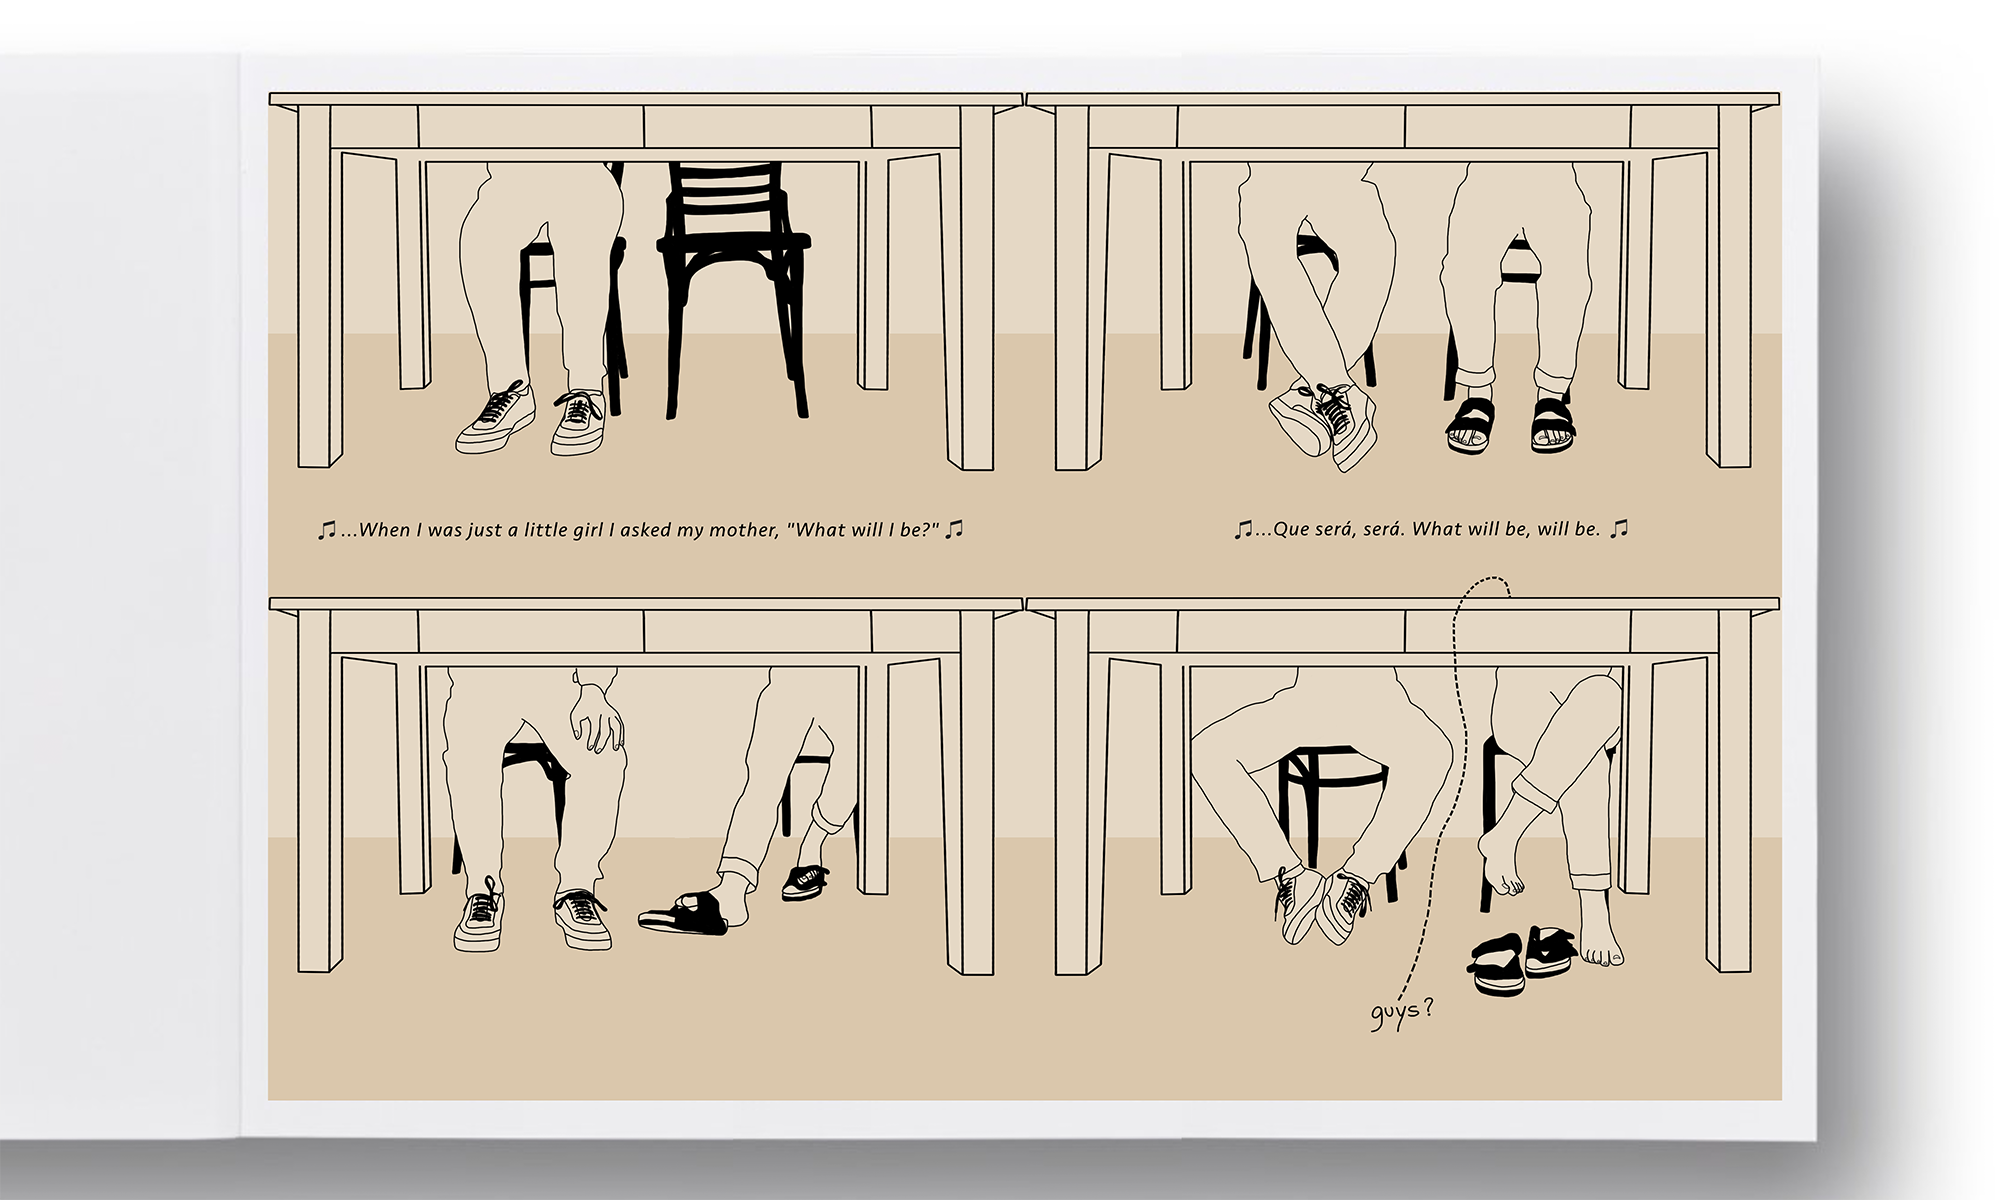 ♫...When I was just a little girl I asked my mother, "What will I be?" ♫
♫...Que será, será. What will be, will be. ♫
guys?